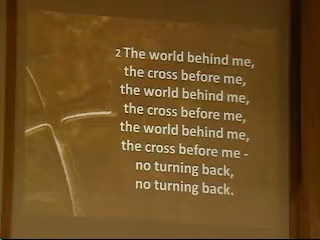 2 The world behind me,
the cross before me,
the world behind me,
the cross before me,
the world behind me,
the cross before me -
no turning back,
no turning back.